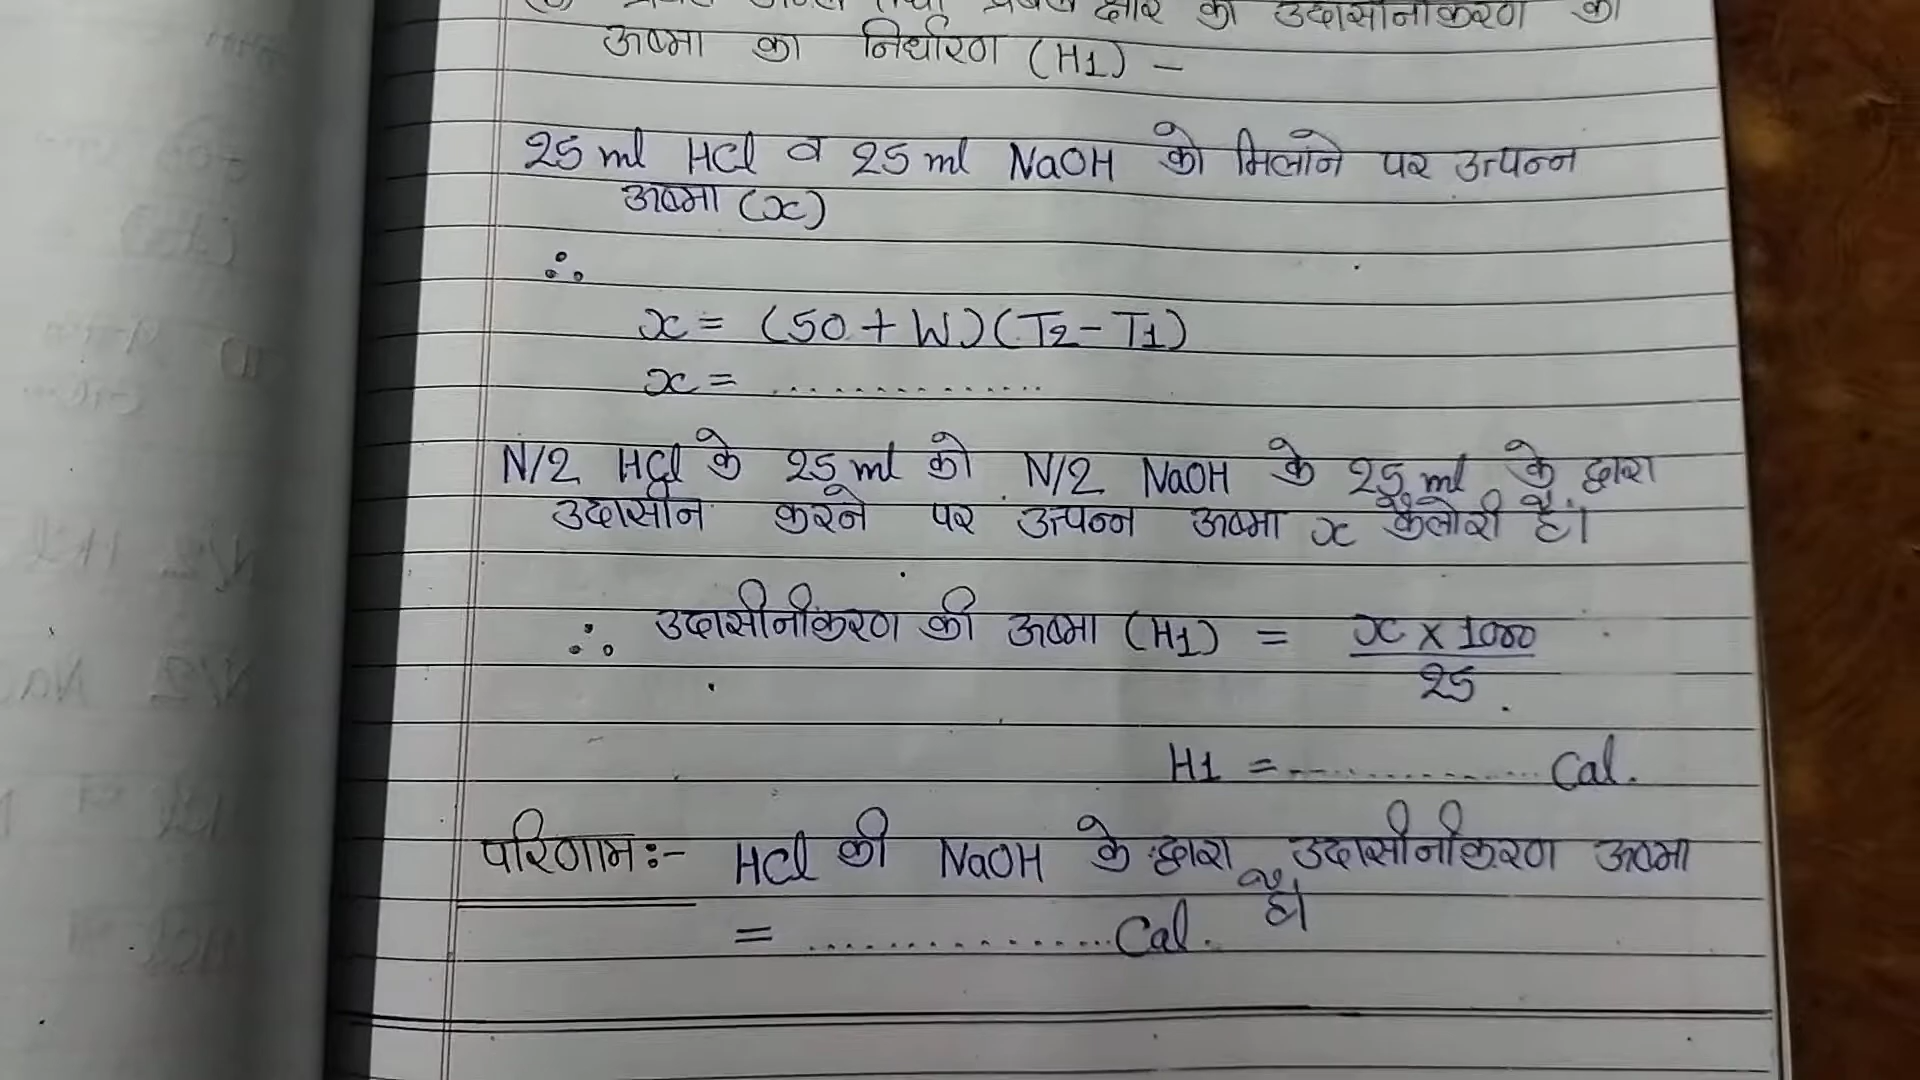 प्रबल अम्ल तथा प्रबल क्षार की उदासीनीकरण की
ऊष्मा का निर्धारण (H1) –
25 ml HCl व 25 ml NaOH को मिलाने पर उत्पन्न
ऊष्मा (x)
∴
x = (50 + W)(T2 - T1)
x = ..............
N/2 HCl के 25 ml को N/2 NaOH के 25 ml के द्वारा
उदासीन करने पर उत्पन्न ऊष्मा x कैलोरी है।
∴ उदासीनीकरण की ऊष्मा (H1) = x × 1000
25
H1 = .............. Cal.
परिणाम:- HCl की NaOH के द्वारा उदासीनीकरण ऊष्मा
= ............... Cal. है।